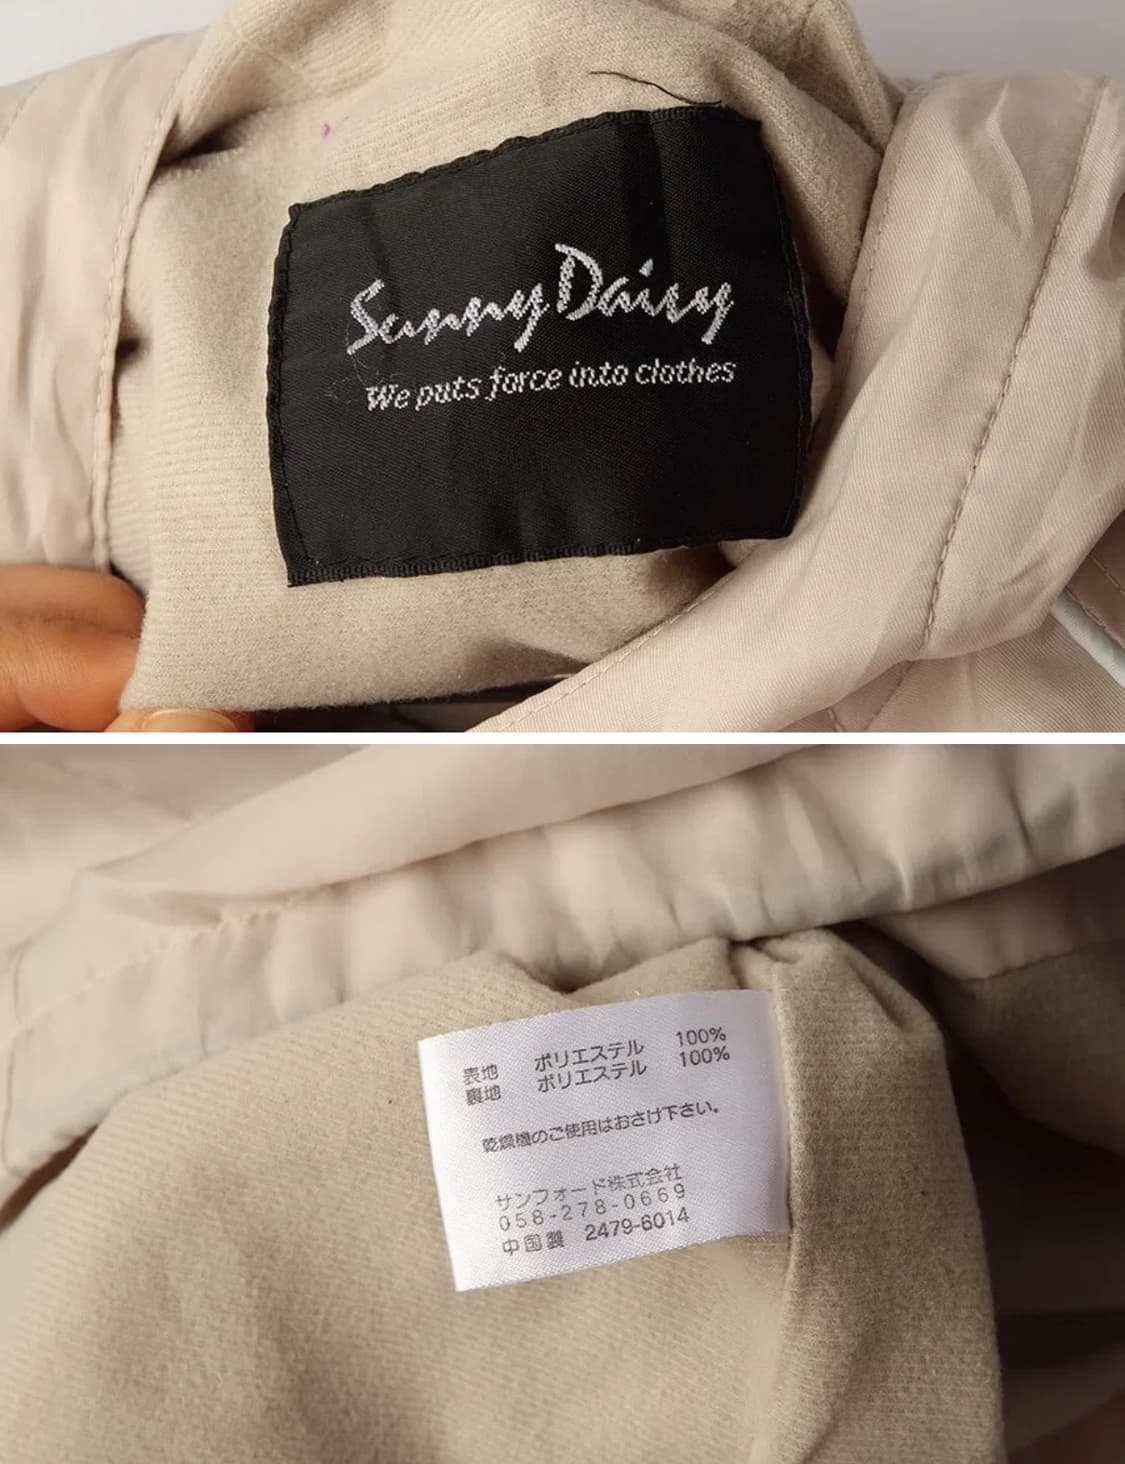 Sunny Daisy
We puts force into clothes
表地 ポリエステル 100%
裏地 ポリエステル 100%
乾燥機のご使用はおさけ下さい。
サンフォード株式会社
058-278-0669
中国製 2479-6014